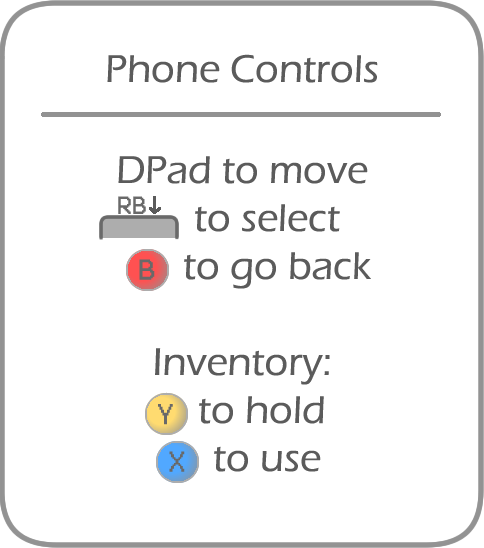 Phone Controls
DPad to move
RB↓ to select
B to go back
Inventory:
Y to hold
X to use